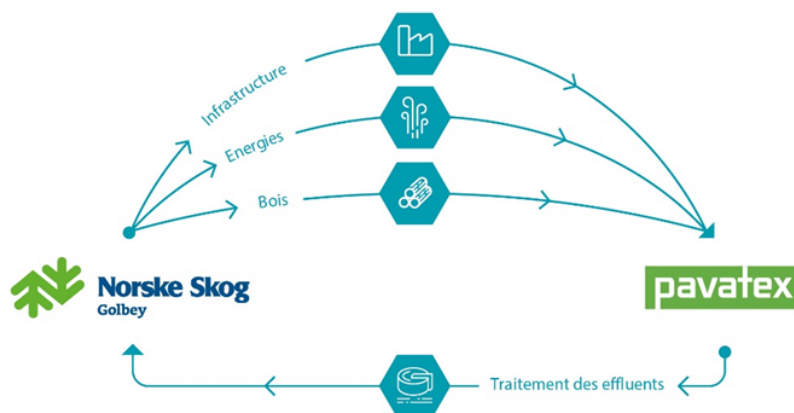 Infrastructure
Energies
Bois
Norske Skog
Golbey
pavatex
Traitement des effluents